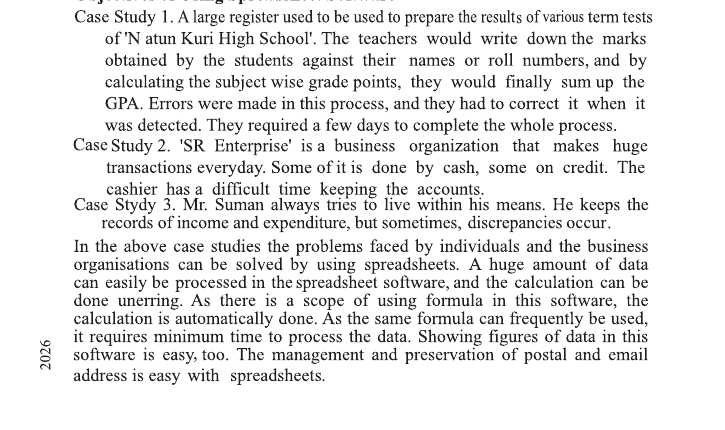 Case Study 1. A large register used to be used to prepare the results of various term tests
of 'N atun Kuri High School'. The teachers would write down the marks
obtained by the students against their names or roll numbers, and by
calculating the subject wise grade points, they would finally sum up the
GPA. Errors were made in this process, and they had to correct it when it
was detected. They required a few days to complete the whole process.
Case Study 2. 'SR Enterprise' is a business organization that makes huge
transactions everyday. Some of it is done by cash, some on credit. The
cashier has a difficult time keeping the accounts.
Case Stydy 3. Mr. Suman always tries to live within his means. He keeps the
records of income and expenditure, but sometimes, discrepancies occur.
In the above case studies the problems faced by individuals and the business
organisations can be solved by using spreadsheets. A huge amount of data
can easily be processed in the spreadsheet software, and the calculation can be
done unerring. As there is a scope of using formula in this software, the
calculation is automatically done. As the same formula can frequently be used,
it requires minimum time to process the data. Showing figures of data in this
software is easy, too. The management and preservation of postal and email
address is easy with spreadsheets.
2026